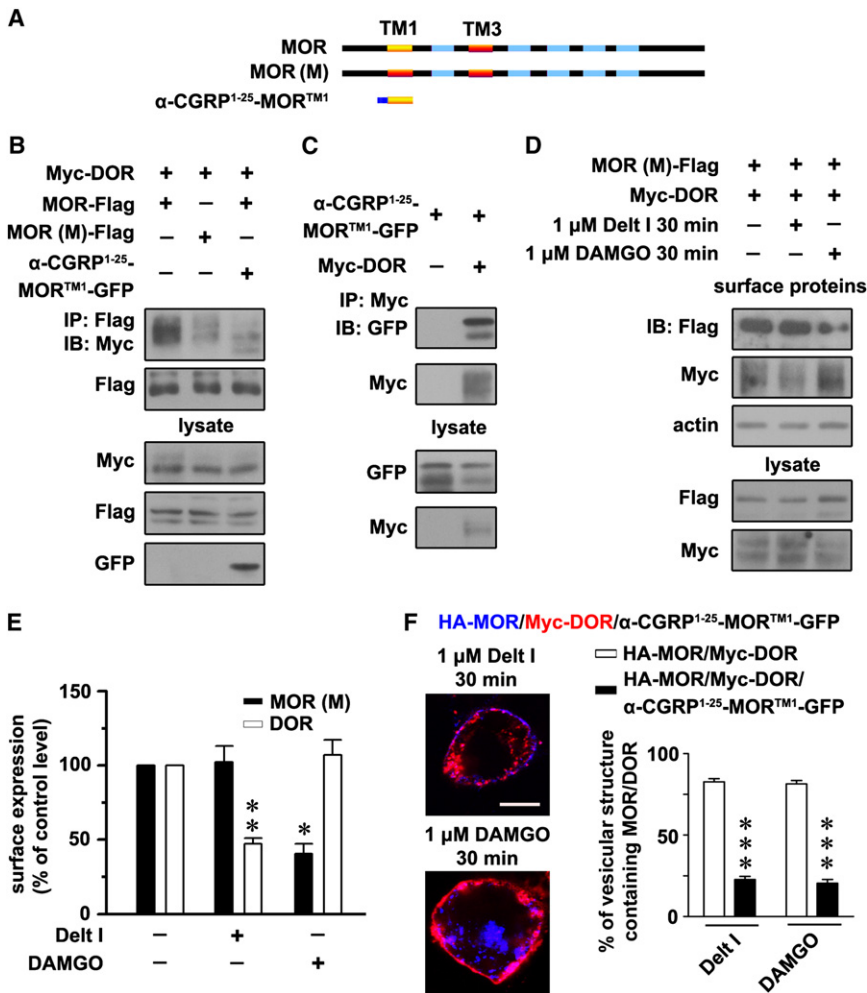 A
TM1 TM3
MOR
MOR (M)
α-CGRP¹⁻²⁵-MORᵀᴹ¹
B
Myc-DOR + + +
MOR-Flag + – +
MOR (M)-Flag – + –
α-CGRP¹⁻²⁵-
MORᵀᴹ¹-GFP – – +
IP: Flag
IB: Myc
Flag
lysate
Myc
Flag
GFP
C
α-CGRP¹⁻²⁵-
MORᵀᴹ¹-GFP + +
Myc-DOR – +
IP: Myc
IB: GFP
Myc
lysate
GFP
Myc
D
MOR (M)-Flag + + +
Myc-DOR + + +
1 µM Delt I 30 min – + –
1 µM DAMGO 30 min – – +
surface proteins
IB: Flag
Myc
actin
lysate
Flag
Myc
E
surface expression
(% of control level)
150
100
50
0
MOR (M)
DOR
**
*
Delt I – + –
DAMGO – – +
F
HA-MOR/Myc-DOR/α-CGRP¹⁻²⁵-MORᵀᴹ¹-GFP
1 µM Delt I
30 min
1 µM DAMGO
30 min
HA-MOR/Myc-DOR
HA-MOR/Myc-DOR/
α-CGRP¹⁻²⁵-MORᵀᴹ¹-GFP
% of vesicular structure
containing MOR/DOR
100
75
50
25
0
***
***
Delt I
DAMGO